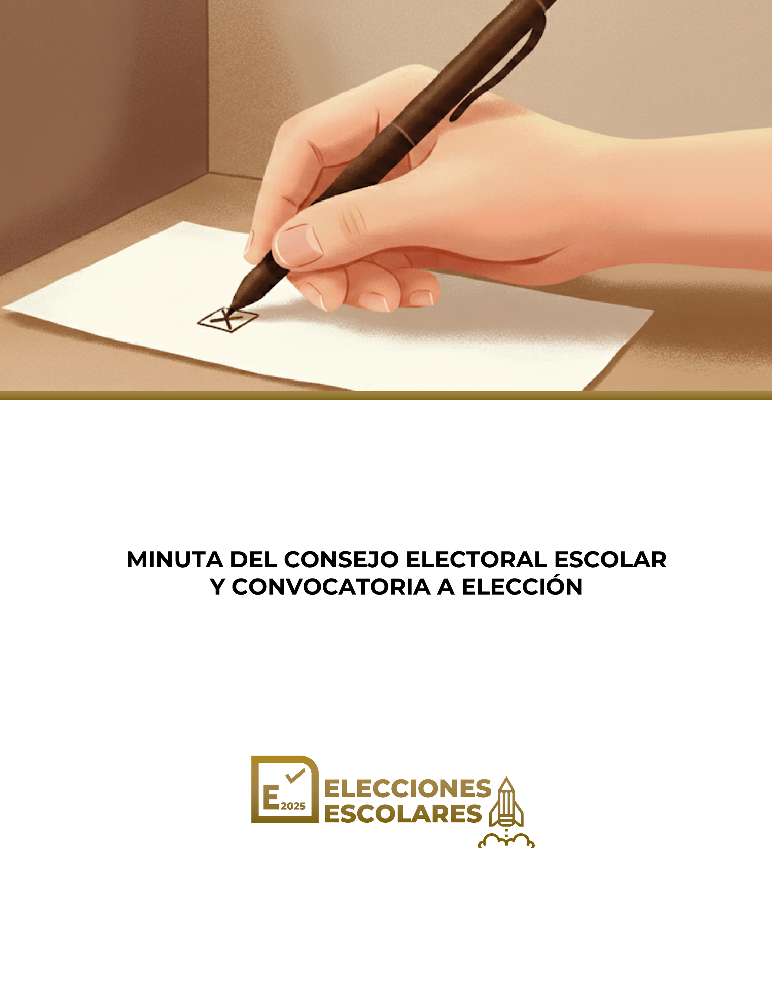 MINUTA DEL CONSEJO ELECTORAL ESCOLAR
Y CONVOCATORIA A ELECCIÓN
E 2025
ELECCIONES
ESCOLARES